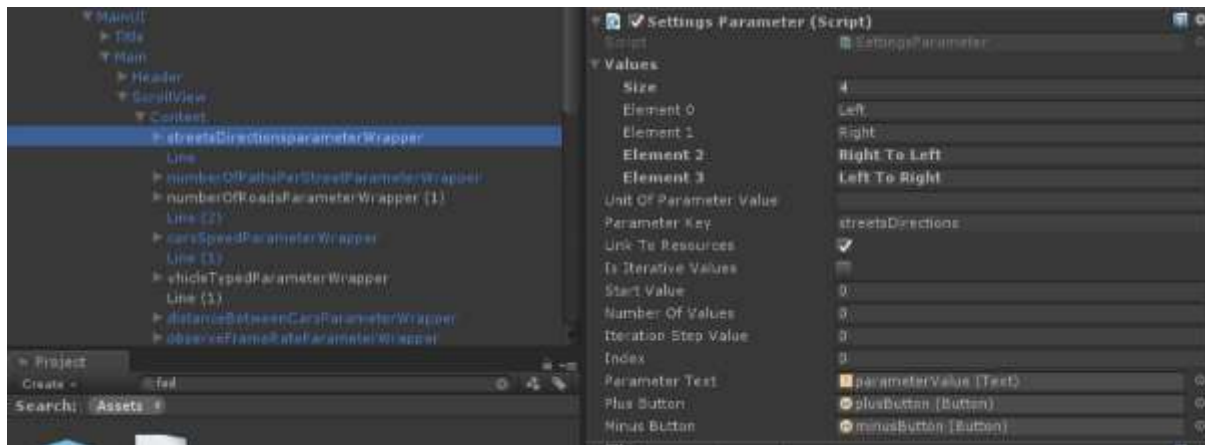 MainUI
Title
Main
Header
ScrollView
Content
streetsDirectionsparameterWrapper
Line
numberOfPathsPerStreetParameterWrapper
numberOfRoadsParameterWrapper (1)
Line (2)
carsSpeedParameterWrapper
Line (1)
vhicleTypedParameterWrapper
Line (1)
distanceBetweenCarsParameterWrapper
observeFrameRateParameterWrapper
Project
Create
fad
Search: Assets
Settings Parameter (Script)
Script SettingsParameter
Values
Size 4
Element 0 Left
Element 1 Right
Element 2 Right To Left
Element 3 Left To Right
Unit Of Parameter Value
Parameter Key streetsDirections
Link To Resources
Is Iterative Values
Start Value 0
Number Of Values 0
Iteration Step Value 0
Index 0
Parameter Text parameterValue (Text)
Plus Button plusButton (Button)
Minus Button minusButton (Button)